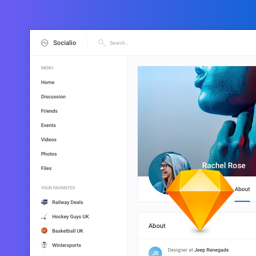 Socialio
Search...
MENU
Home
Discussion
Friends
Events
Videos
Photos
Files
YOUR FAVORITES
Railway Deals
Hockey Guys UK
Basketball UK
Wintersports
Rachel Rose
About
About
JR
Designer at Jeep Renegade